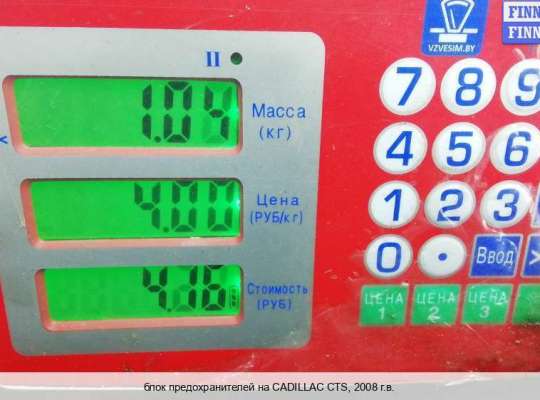 VZVESIM.BY
FINN
FINN
II
1.04
Масса
(кг)
<
7 8 9
4 5 6
4.00
Цена
(РУБ/кг)
1 2 3
0 . Ввод >
4.16
Стоимость
(РУБ)
ЦЕНА 1
ЦЕНА 2
ЦЕНА 3
блок предохранителей на CADILLAC CTS, 2008 г.в.